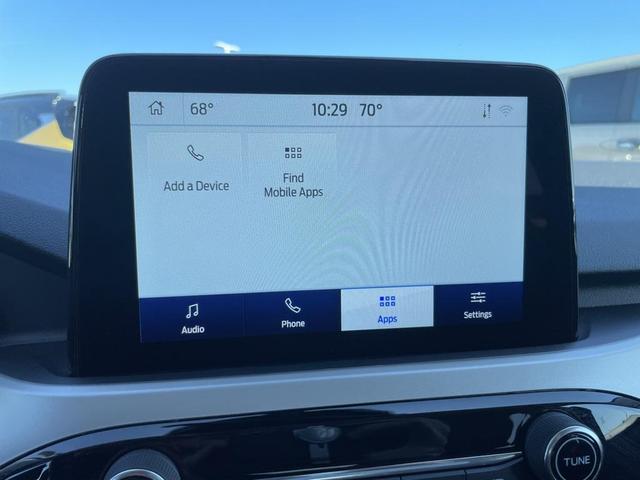 68° 10:29 70°
Add a Device
Find
Mobile Apps
Audio Phone Apps Settings
TUNE